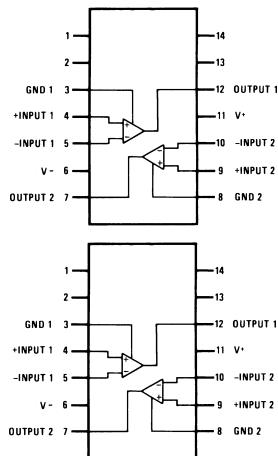 1 14
2 13
GND 1 3 12 OUTPUT 1
+INPUT 1 4 11 V+
−INPUT 1 5 10 −INPUT 2
V− 6 9 +INPUT 2
OUTPUT 2 7 8 GND 2
1 14
2 13
GND 1 3 12 OUTPUT 1
+INPUT 1 4 11 V+
−INPUT 1 5 10 −INPUT 2
V− 6 9 +INPUT 2
OUTPUT 2 7 8 GND 2